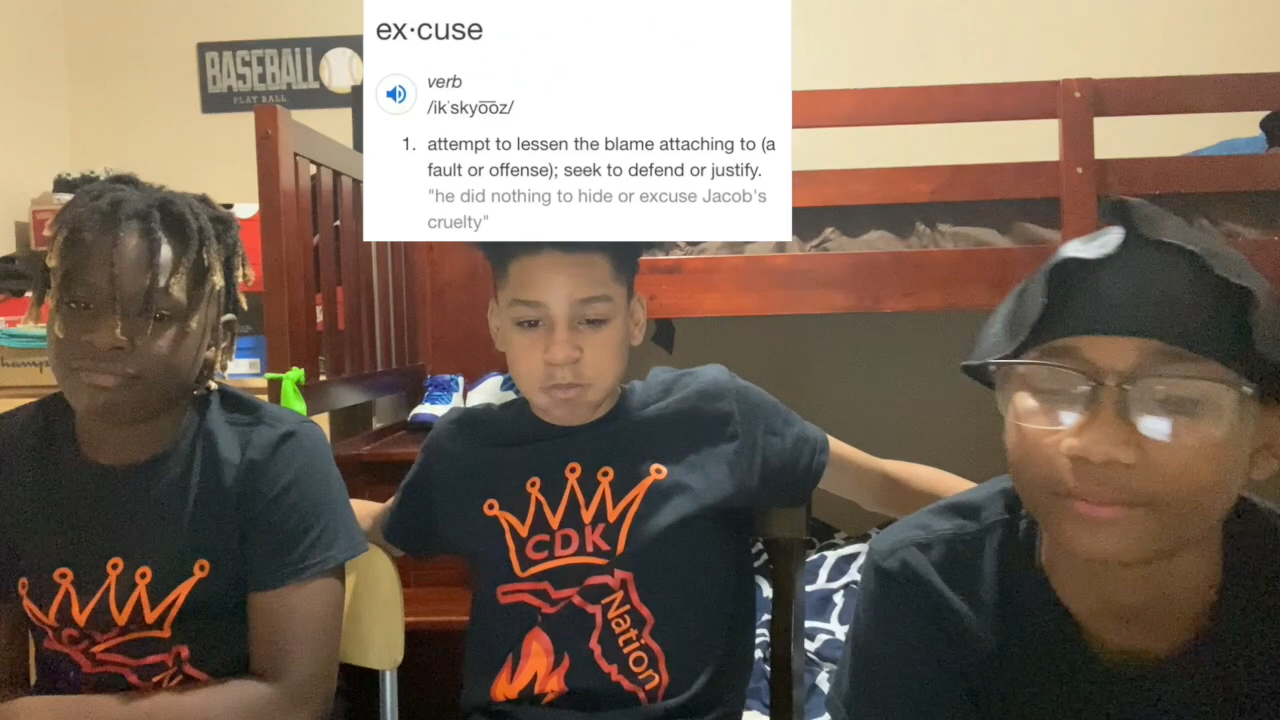 ex·cuse
verb
/ikˈskyo͞oz/
1. attempt to lessen the blame attaching to (a
fault or offense); seek to defend or justify.
"he did nothing to hide or excuse Jacob's
cruelty"
BASEBALL
PLAY BALL
CDK
Nation